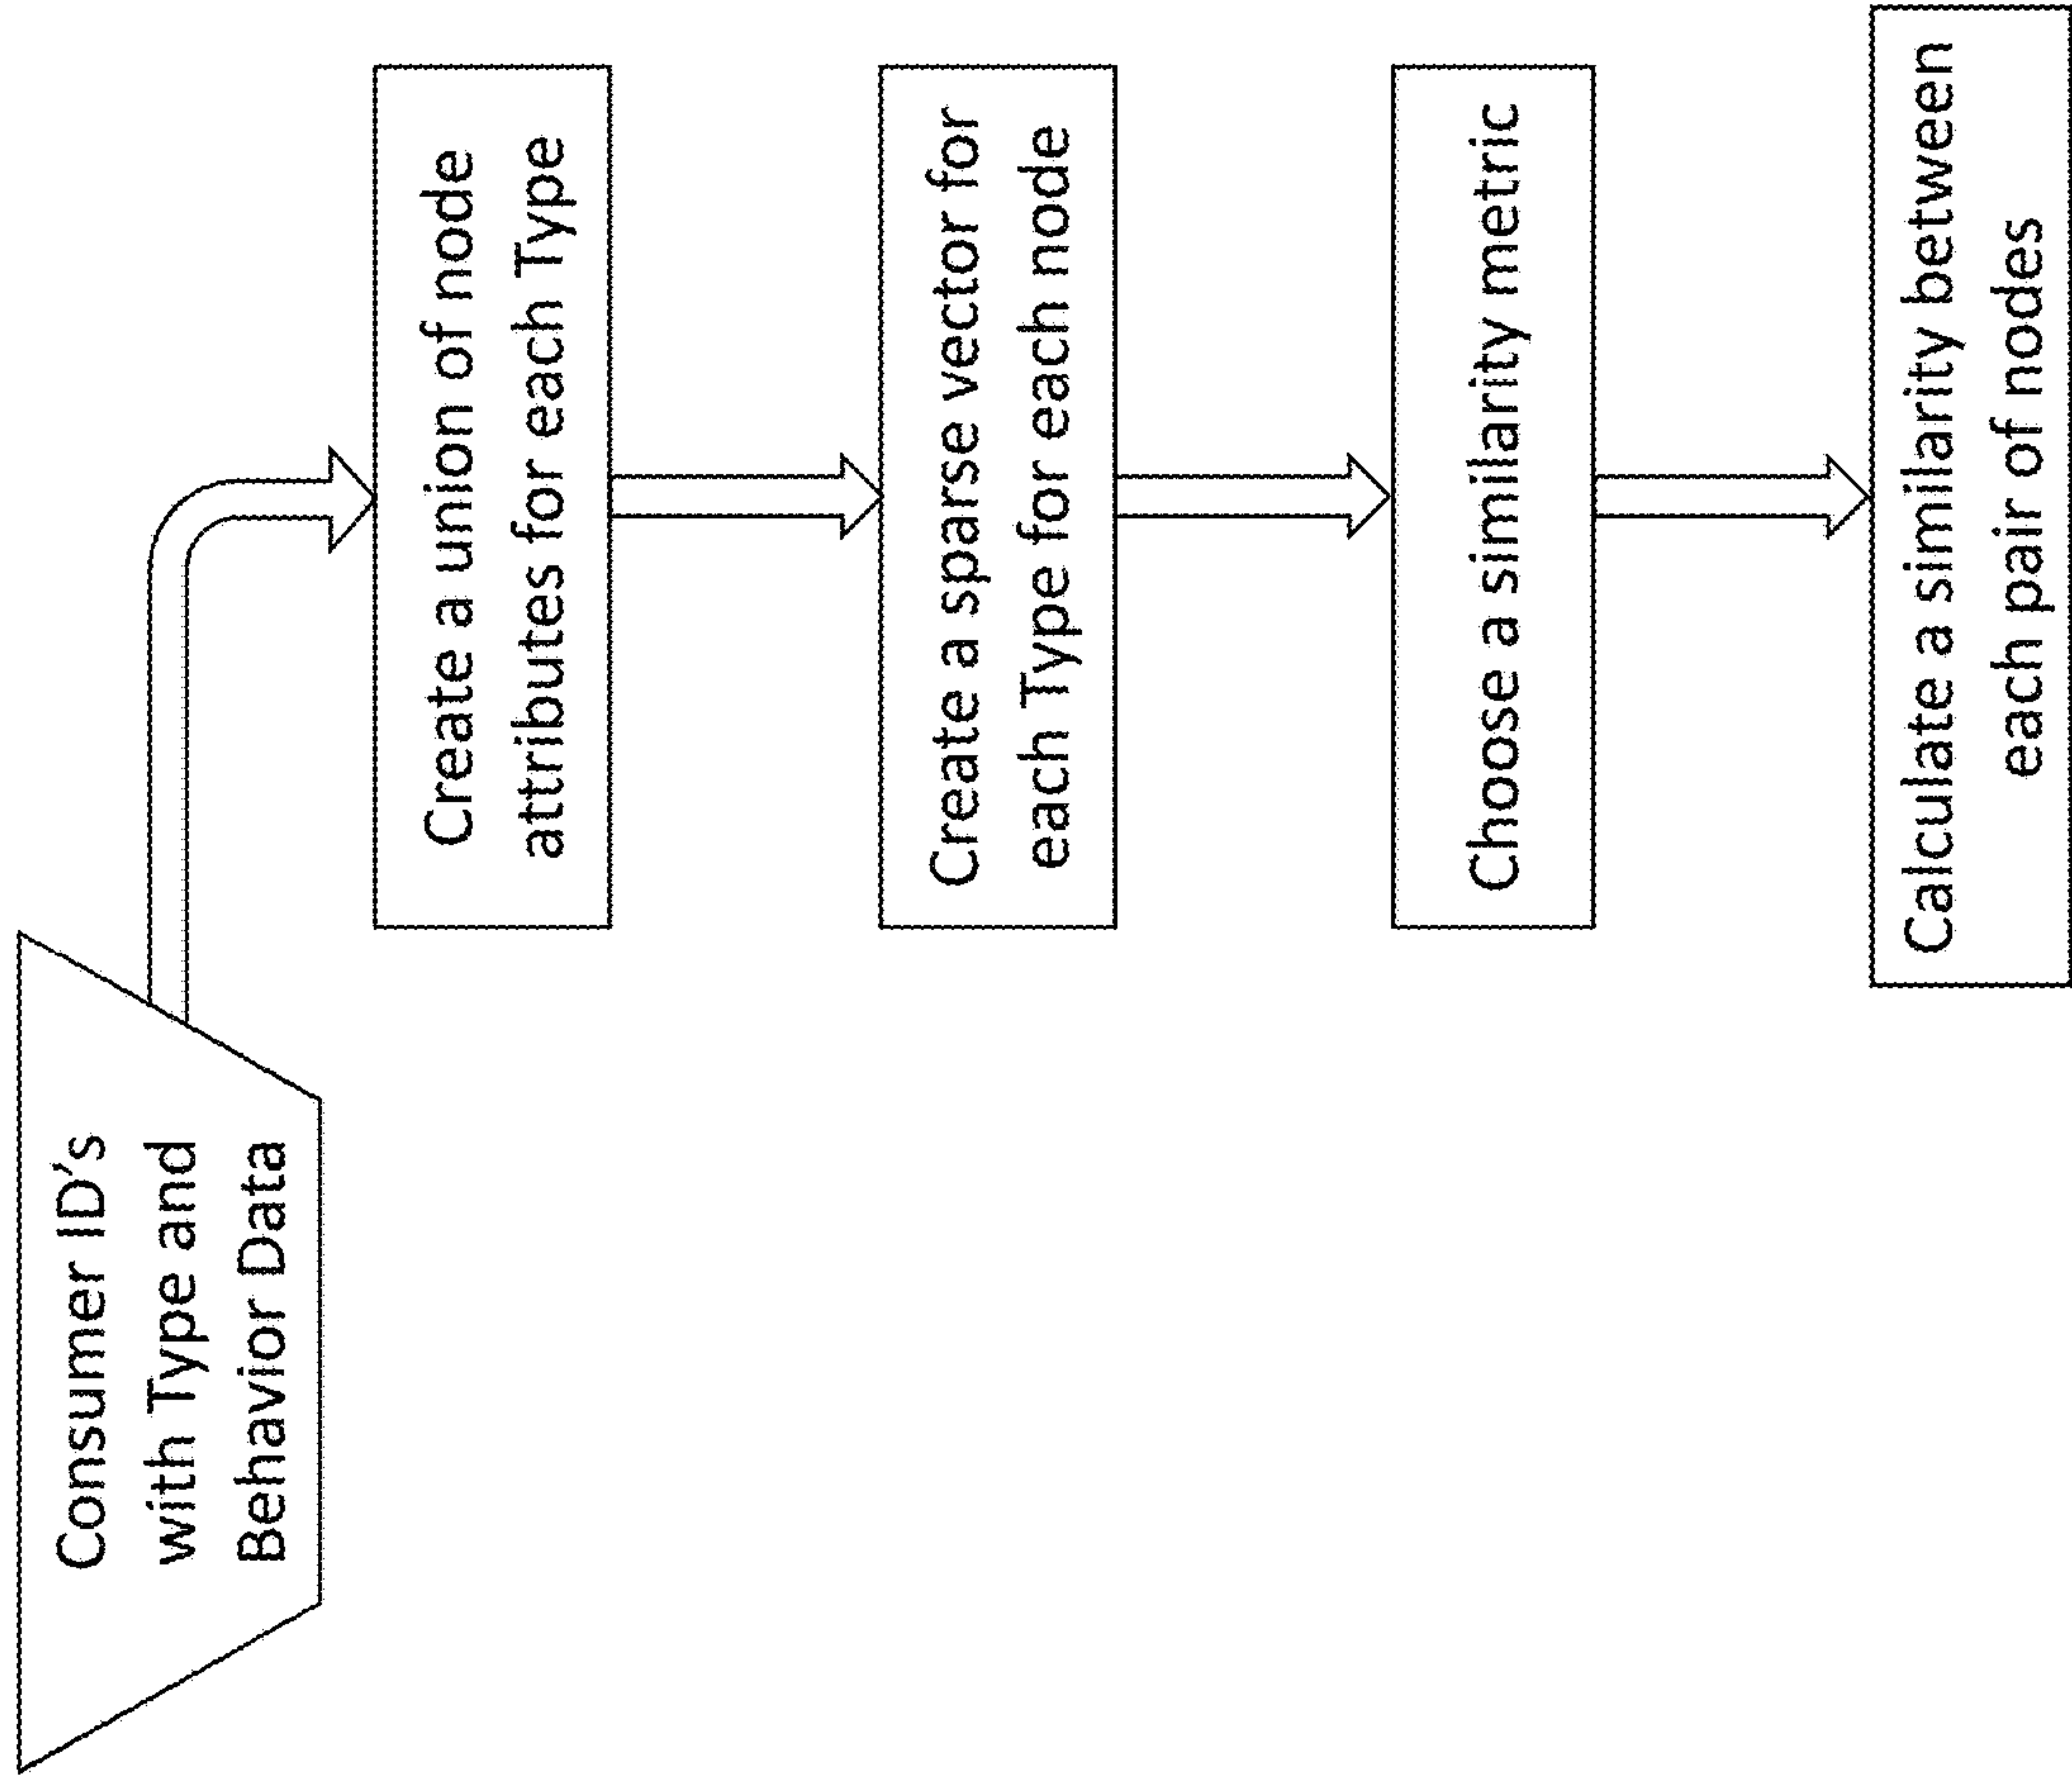 Consumer ID's
with Type and
Behavior Data
Create a union of node
attributes for each Type
Create a sparse vector for
each Type for each node
Choose a similarity metric
Calculate a similarity between
each pair of nodes